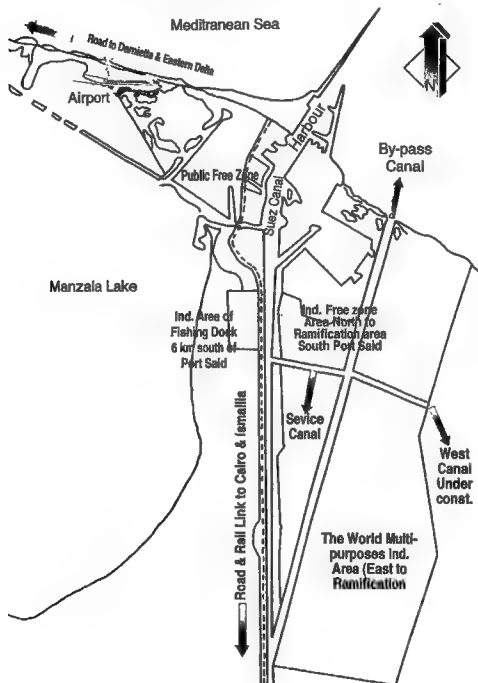 Meditranean Sea
Road to Damietta & Eastern Delta
N
Airport
Harbour
By-pass
Canal
Public Free Zone
Suez Canal
Manzala Lake
Ind. Area of
Fishing Dock
6 km south of
Port Said
Ind. Free zone
Area-North to
Ramification area
South Port Said
Sevice
Canal
West
Canal
Under
const.
Road & Rail Link to Cairo & Ismailia
The World Multi-
purposes Ind.
Area (East to
Ramification